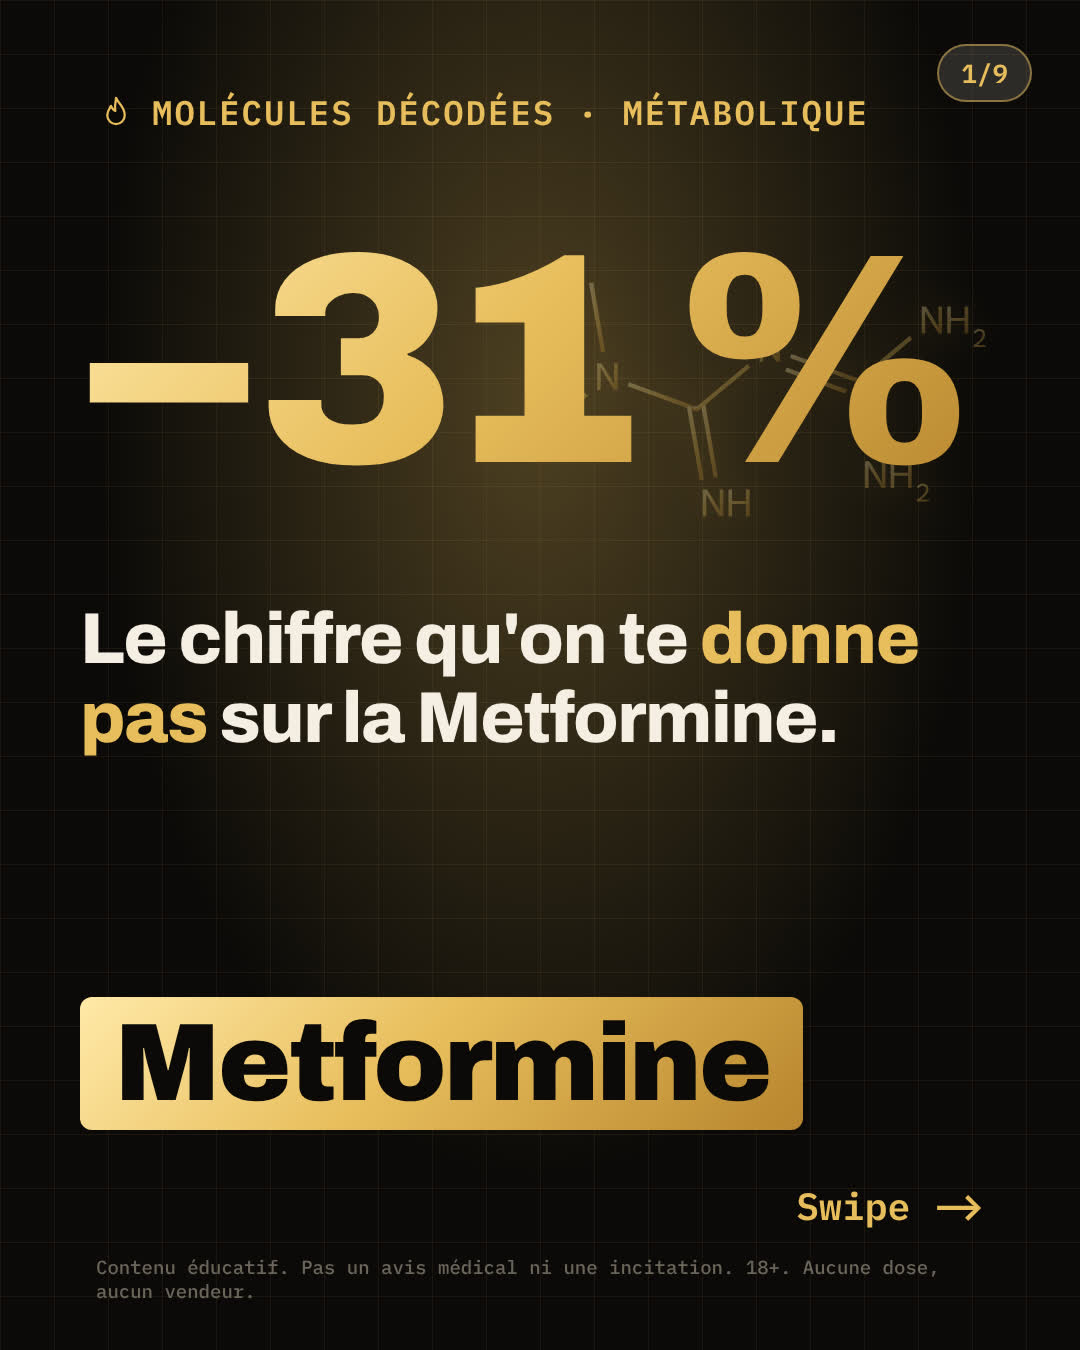 1/9
MOLÉCULES DÉCODÉES · MÉTABOLIQUE
–31%
N
N
NH2
NH
NH2
Le chiffre qu'on te donne
pas sur la Metformine.
Metformine
Swipe →
Contenu éducatif. Pas un avis médical ni une incitation. 18+. Aucune dose,
aucun vendeur.